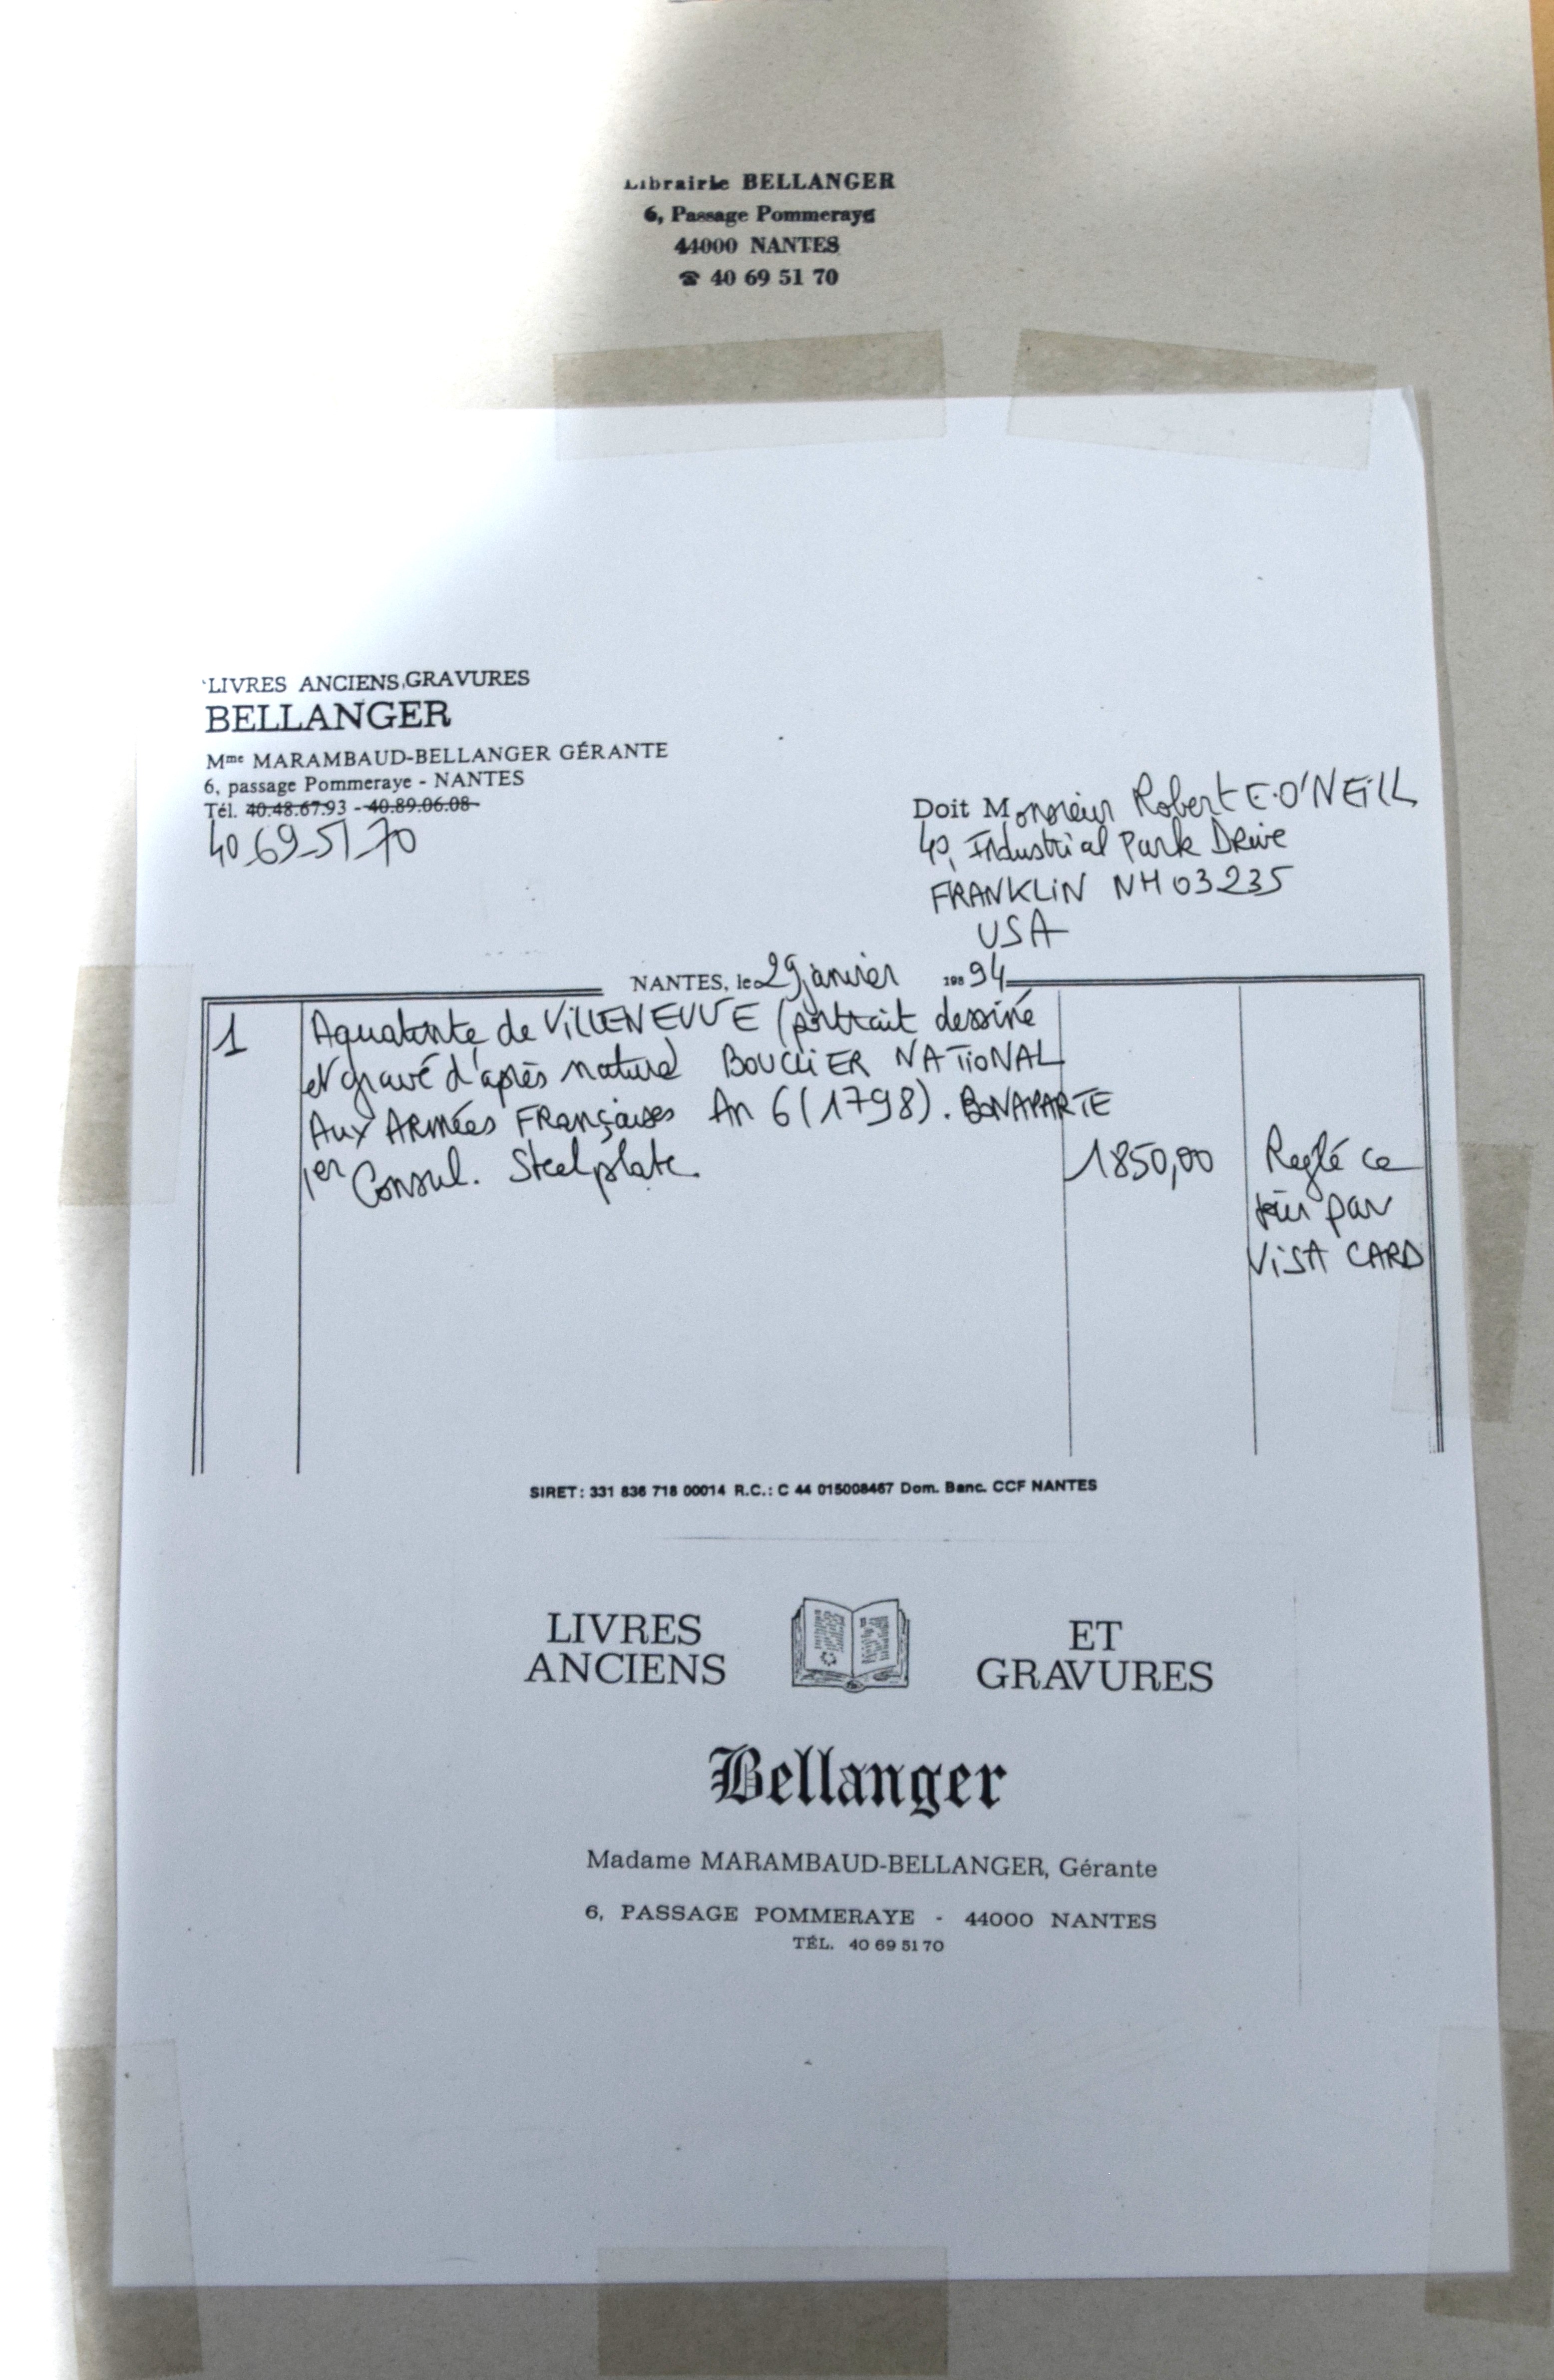 Librairie BELLANGER
6, Passage Pommeraye
44000 NANTES
☎ 40 69 51 70
LIVRES ANCIENS, GRAVURES
BELLANGER
Mme MARAMBAUD-BELLANGER GÉRANTE
6, passage Pommeraye - NANTES
Tél. 40.48.67.93 - 40.89.06.08
40_69_51_70
Doit Monsieur Robert E. O'NEILL
40, Industrial Park Drive
FRANKLIN NH 03235
USA
NANTES, le 29 janvier 198 94
1 Aquatinte de VILLENEUVE (portrait dessiné
et gravé d'après nature) BOUCLIER NATIONAL
Aux ARMées FRançaises An 6 (1798). BONAPARTE
1er Consul. Steelplate.
1850,00
Reglé ce
jour par
VISA CARD
SIRET : 331 836 718 00014 R.C. : C 44 015008467 Dom. Banc. CCF NANTES
LIVRES ANCIENS
ET GRAVURES
Bellanger
Madame MARAMBAUD-BELLANGER, Gérante
6, PASSAGE POMMERAYE - 44000 NANTES
TÉL. 40 69 51 70